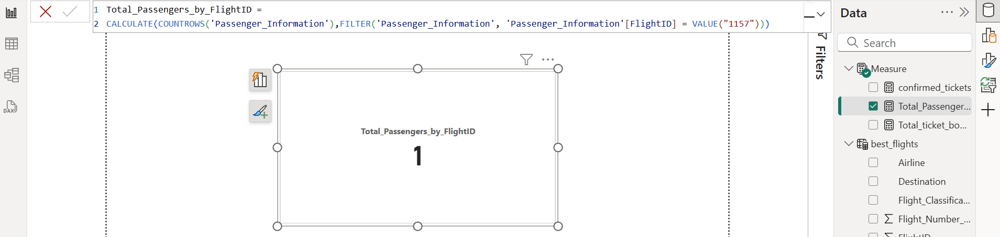 1 Total_Passengers_by_FlightID =
2 CALCULATE(COUNTROWS('Passenger_Information'),FILTER('Passenger_Information', 'Passenger_Information'[FlightID] = VALUE("1157")))
DAX
Total_Passengers_by_FlightID
1
Filters
Data
Search
Measure
confirmed_tickets
Total_Passenger...
Total_ticket_bo...
best_flights
Airline
Destination
Flight_Classifica...
Flight_Number_...